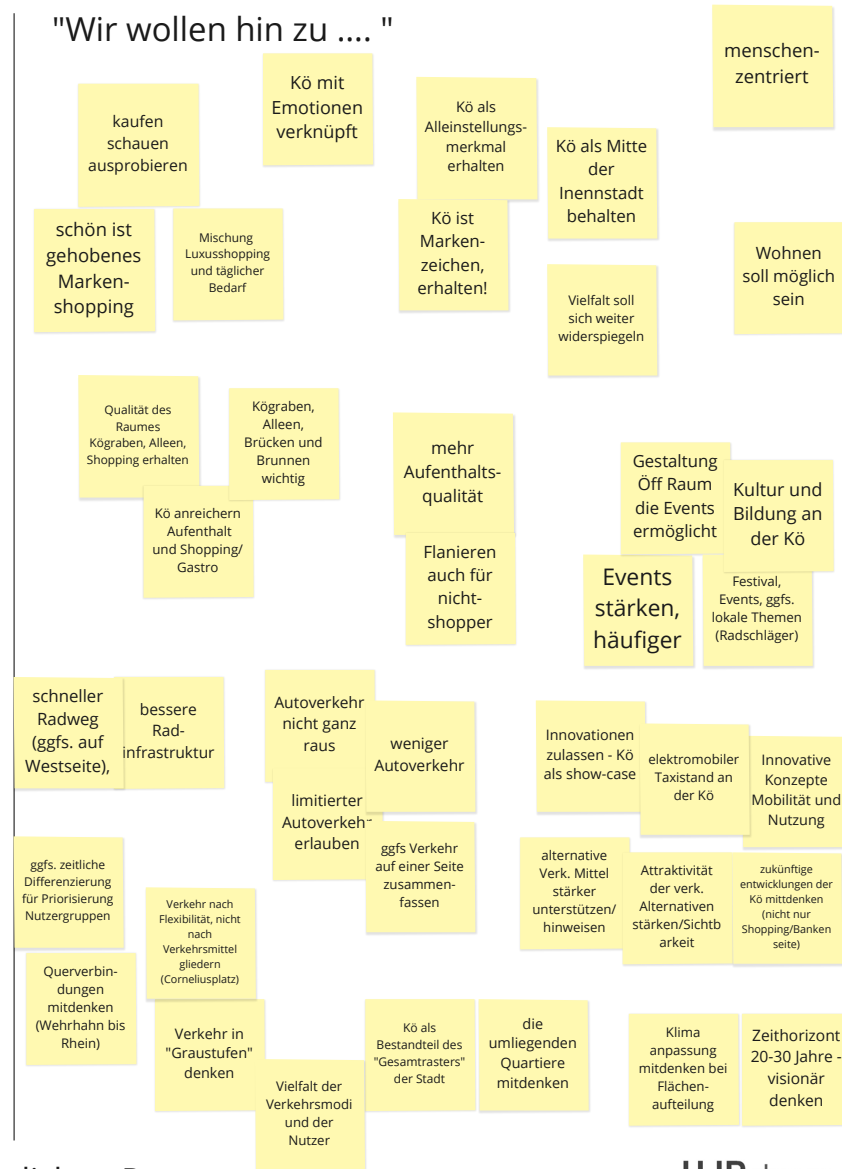 "Wir wollen hin zu .... "
menschen-
zentriert
Kö mit
Emotionen
verknüpft
kaufen
schauen
ausprobieren
Kö als
Alleinstellungs-
merkmal
erhalten
Kö als Mitte
der
Inennstadt
behalten
schön ist
gehobenes
Marken-
shopping
Mischung
Luxusshopping
und täglicher
Bedarf
Kö ist
Marken-
zeichen,
erhalten!
Wohnen
soll möglich
sein
Vielfalt soll
sich weiter
widerspiegeln
Qualität des
Raumes
Kögraben, Alleen,
Shopping erhalten
Kögraben,
Alleen,
Brücken und
Brunnen
wichtig
Kö anreichern
Aufenthalt
und Shopping/
Gastro
mehr
Aufenthalts-
qualität
Flanieren
auch für
nicht-
shopper
Gestaltung
Öff Raum
die Events
ermöglicht
Kultur und
Bildung an
der Kö
Events
stärken,
häufiger
Festival,
Events, ggfs.
lokale Themen
(Radschläger)
schneller
Radweg
(ggfs. auf
Westseite),
bessere
Rad-
infrastruktur
Autoverkehr
nicht ganz
raus
weniger
Autoverkehr
limitierter
Autoverkehr
erlauben
ggfs Verkehr
auf einer Seite
zusammen-
fassen
Innovationen
zulassen - Kö
als show-case
elektromobiler
Taxistand an
der Kö
Innovative
Konzepte
Mobilität und
Nutzung
ggfs. zeitliche
Differenzierung
für Priorisierung
Nutzergruppen
Verkehr nach
Flexibilität, nicht
nach
Verkehrsmittel
gliedern
(Corneliusplatz)
alternative
Verk. Mittel
stärker
unterstützen/
hinweisen
Attraktivität
der verk.
Alternativen
stärken/Sichtb
arkeit
zukünftige
entwicklungen der
Kö mittdenken
(nicht nur
Shopping/Banken
seite)
Querverbin-
dungen
mitdenken
(Wehrhahn bis
Rhein)
Verkehr in
"Graustufen"
denken
Vielfalt der
Verkehrsmodi
und der
Nutzer
Kö als
Bestandteil des
"Gesamtrasters"
der Stadt
die
umliegenden
Quartiere
mitdenken
Klima
anpassung
mitdenken bei
Flächen-
aufteilung
Zeithorizont
20-30 Jahre -
visionär
denken